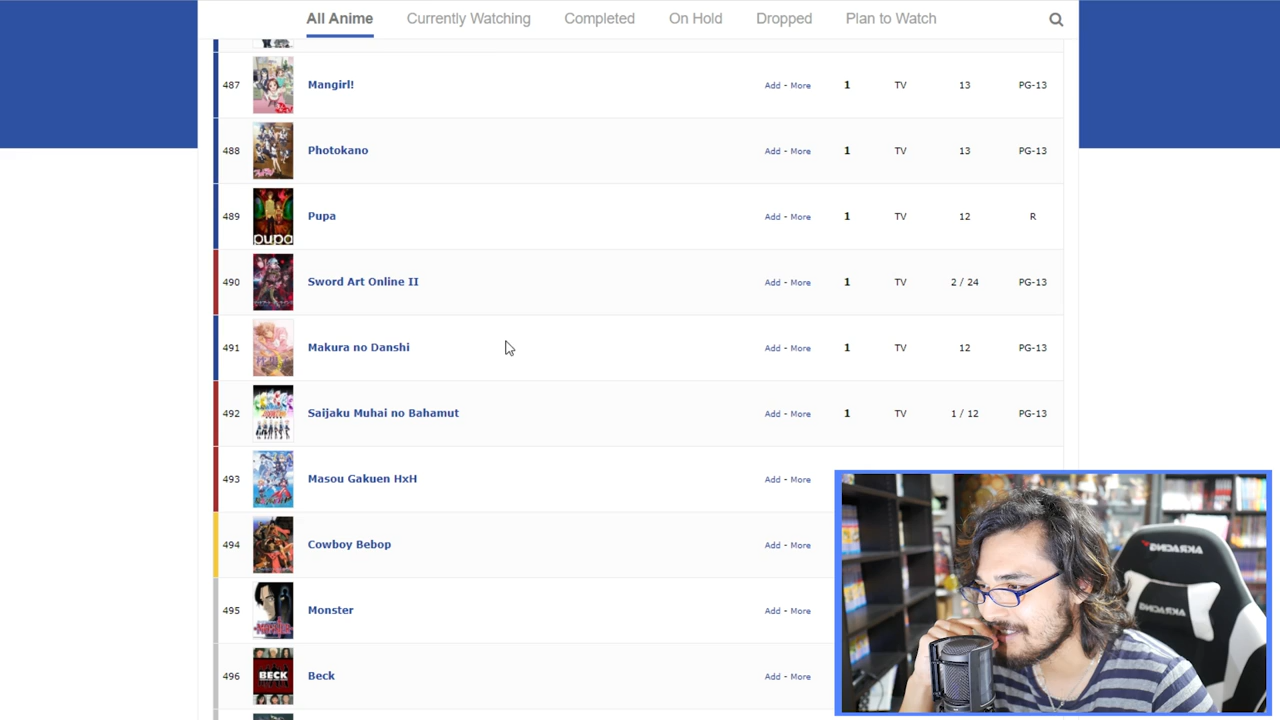 All Anime Currently Watching Completed On Hold Dropped Plan to Watch
487 Mangirl! Add - More 1 TV 13 PG-13
488 Photokano Add - More 1 TV 13 PG-13
489 Pupa Add - More 1 TV 12 R
pupa
490 Sword Art Online II Add - More 1 TV 2 / 24 PG-13
491 Makura no Danshi Add - More 1 TV 12 PG-13
492 Saijaku Muhai no Bahamut Add - More 1 TV 1 / 12 PG-13
493 Masou Gakuen HxH Add - More
494 Cowboy Bebop Add - More
495 Monster Add - More
496 Beck Add - More
BECK
AKRACING
AKRACING